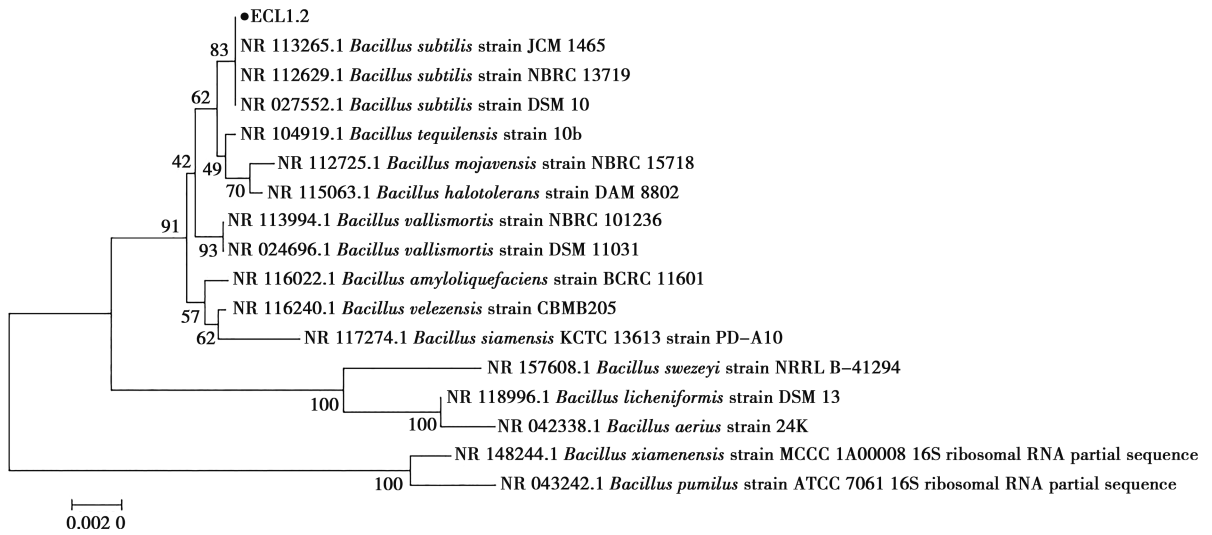 ●ECL1.2
83
NR 113265.1 Bacillus subtilis strain JCM 1465
NR 112629.1 Bacillus subtilis strain NBRC 13719
62
NR 027552.1 Bacillus subtilis strain DSM 10
NR 104919.1 Bacillus tequilensis strain 10b
42
49
NR 112725.1 Bacillus mojavensis strain NBRC 15718
70
NR 115063.1 Bacillus halotolerans strain DAM 8802
NR 113994.1 Bacillus vallismortis strain NBRC 101236
91
93
NR 024696.1 Bacillus vallismortis strain DSM 11031
NR 116022.1 Bacillus amyloliquefaciens strain BCRC 11601
57
NR 116240.1 Bacillus velezensis strain CBMB205
62
NR 117274.1 Bacillus siamensis KCTC 13613 strain PD-A10
NR 157608.1 Bacillus swezeyi strain NRRL B-41294
100
NR 118996.1 Bacillus licheniformis strain DSM 13
100
NR 042338.1 Bacillus aerius strain 24K
NR 148244.1 Bacillus xiamenensis strain MCCC 1A00008 16S ribosomal RNA partial sequence
100
NR 043242.1 Bacillus pumilus strain ATCC 7061 16S ribosomal RNA partial sequence
0.002 0